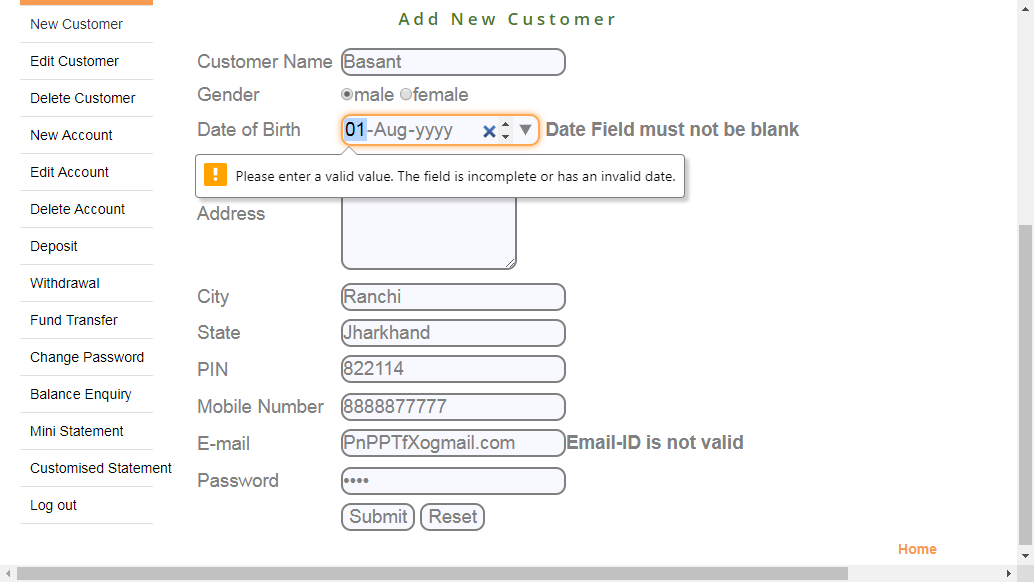 Add New Customer
New Customer
Edit Customer
Delete Customer
New Account
Edit Account
Delete Account
Deposit
Withdrawal
Fund Transfer
Change Password
Balance Enquiry
Mini Statement
Customised Statement
Log out
Customer Name Basant
Gender male female
Date of Birth 01-Aug-yyyy Date Field must not be blank
Please enter a valid value. The field is incomplete or has an invalid date.
Address
City Ranchi
State Jharkhand
PIN 822114
Mobile Number 8888877777
E-mail PnPPTfXogmail.com Email-ID is not valid
Password ••••
Submit Reset
Home